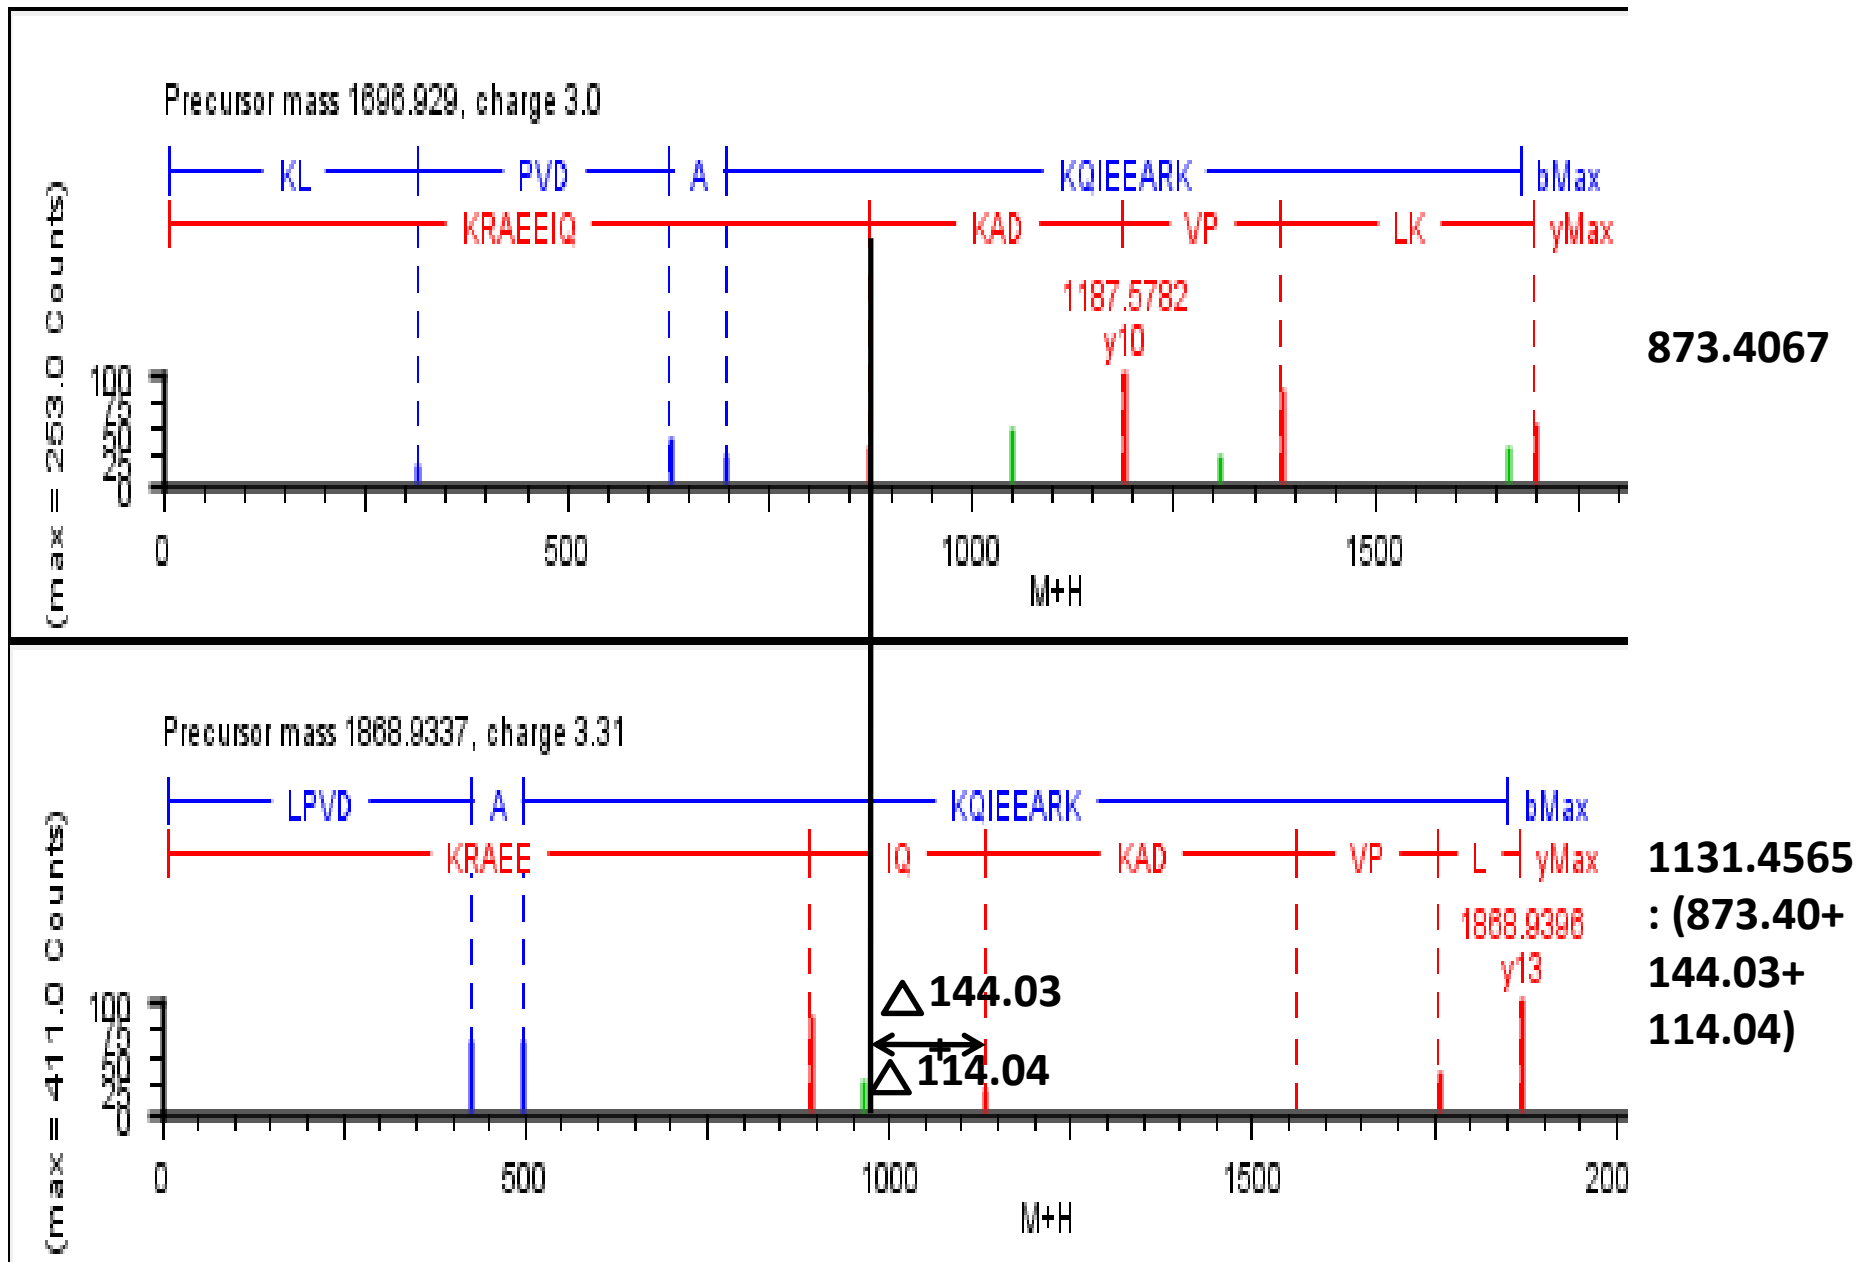 Precursor mass 1696.929, charge 3.0
KL PVD A KQIEEARK bMax
KRAEEIQ KAD VP LK yMax
1187.5782
y10
873.4067
(max = 253.0 Counts)
100
75
50
25
0
0 500 1000 1500
M+H
Precursor mass 1868.9337, charge 3.31
LPVD A KQIEEARK bMax
KRAEE IQ KAD VP L yMax
1868.9396
y13
1131.4565
: (873.40+
144.03+
114.04)
△ 144.03
+
△ 114.04
(max = 411.0 Counts)
100
75
50
25
0
0 500 1000 1500 200
M+H